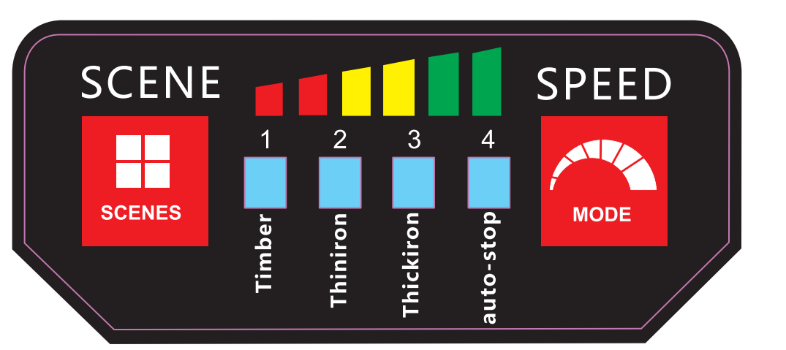 SCENE
SPEED
1 2 3 4
SCENES
MODE
Timber
Thiniron
Thickiron
auto-stop